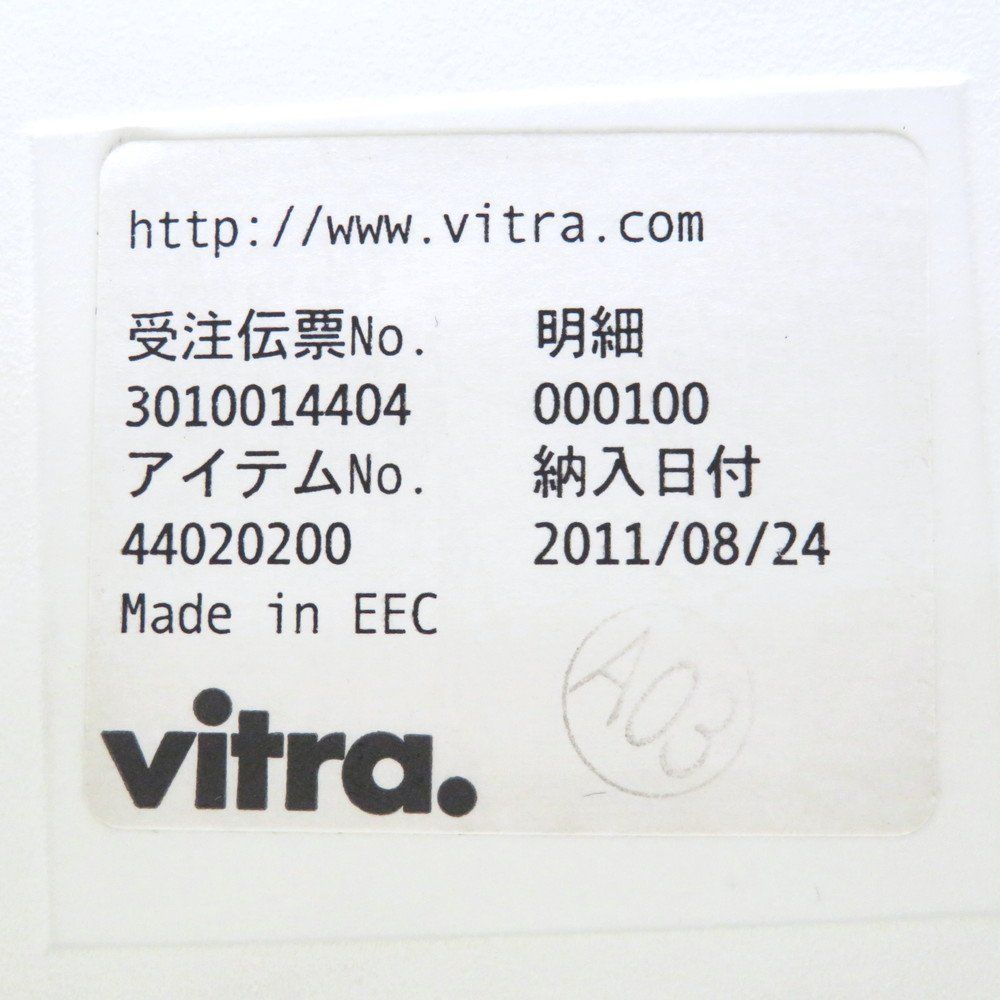 http://www.vitra.com
受注伝票No. 明細
3010014404 000100
アイテムNo. 納入日付
44020200 2011/08/24
Made in EEC
A03
vitra.